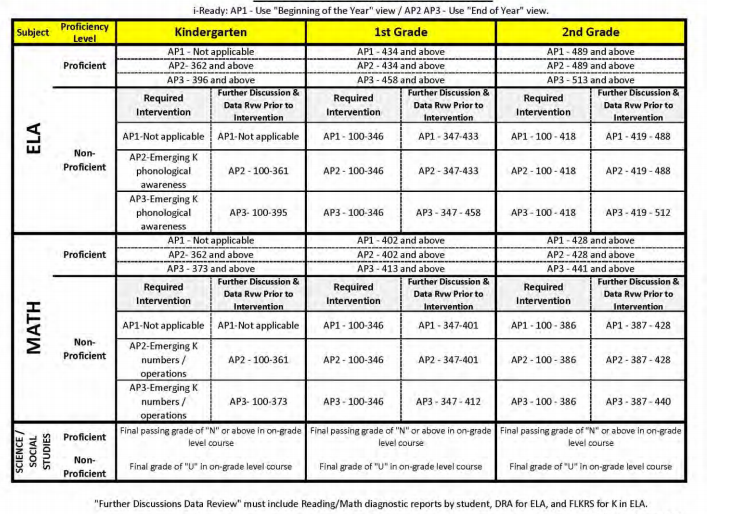 i-Ready: AP1 - Use "Beginning of the Year" view / AP2 AP3 - Use "End of Year" view.
Subject Proficiency Level Kindergarten 1st Grade 2nd Grade
ELA
Proficient
AP1 - Not applicable AP1 - 434 and above AP1 - 489 and above
AP2- 362 and above AP2 - 434 and above AP2 - 489 and above
AP3 - 396 and above AP3 - 458 and above AP3 - 513 and above
Non-Proficient
Required Intervention Further Discussion & Data Rvw Prior to Intervention Required Intervention Further Discussion & Data Rvw Prior to Intervention Required Intervention Further Discussion & Data Rvw Prior to Intervention
AP1-Not applicable AP1-Not applicable AP1 - 100-346 AP1 - 347-433 AP1 - 100 - 418 AP1 - 419 - 488
AP2-Emerging K phonological awareness AP2 - 100-361 AP2 - 100-346 AP2 - 347-433 AP2 - 100 - 418 AP2 - 419 - 488
AP3-Emerging K phonological awareness AP3- 100-395 AP3 - 100-346 AP3 - 347 - 458 AP3 - 100 - 418 AP3 - 419 - 512
MATH
Proficient
AP1 - Not applicable AP1 - 402 and above AP1 - 428 and above
AP2- 362 and above AP2 - 402 and above AP2 - 428 and above
AP3 - 373 and above AP3 - 413 and above AP3 - 441 and above
Non-Proficient
Required Intervention Further Discussion & Data Rvw Prior to Intervention Required Intervention Further Discussion & Data Rvw Prior to Intervention Required Intervention Further Discussion & Data Rvw Prior to Intervention
AP1-Not applicable AP1-Not applicable AP1 - 100-346 AP1 - 347-401 AP1 - 100 - 386 AP1 - 387 - 428
AP2-Emerging K numbers / operations AP2 - 100-361 AP2 - 100-346 AP2 - 347-401 AP2 - 100 - 386 AP2 - 387 - 428
AP3-Emerging K numbers / operations AP3- 100-373 AP3 - 100-346 AP3 - 347 - 412 AP3 - 100 - 386 AP3 - 387 - 440
SCIENCE / SOCIAL STUDIES
Proficient Final passing grade of "N" or above in on-grade level course Final passing grade of "N" or above in on-grade level course Final passing grade of "N" or above in on-grade level course
Non-Proficient Final grade of "U" in on-grade level course Final grade of "U" in on-grade level course Final grade of "U" in on-grade level course
"Further Discussions Data Review" must include Reading/Math diagnostic reports by student, DRA for ELA, and FLKRS for K in ELA.